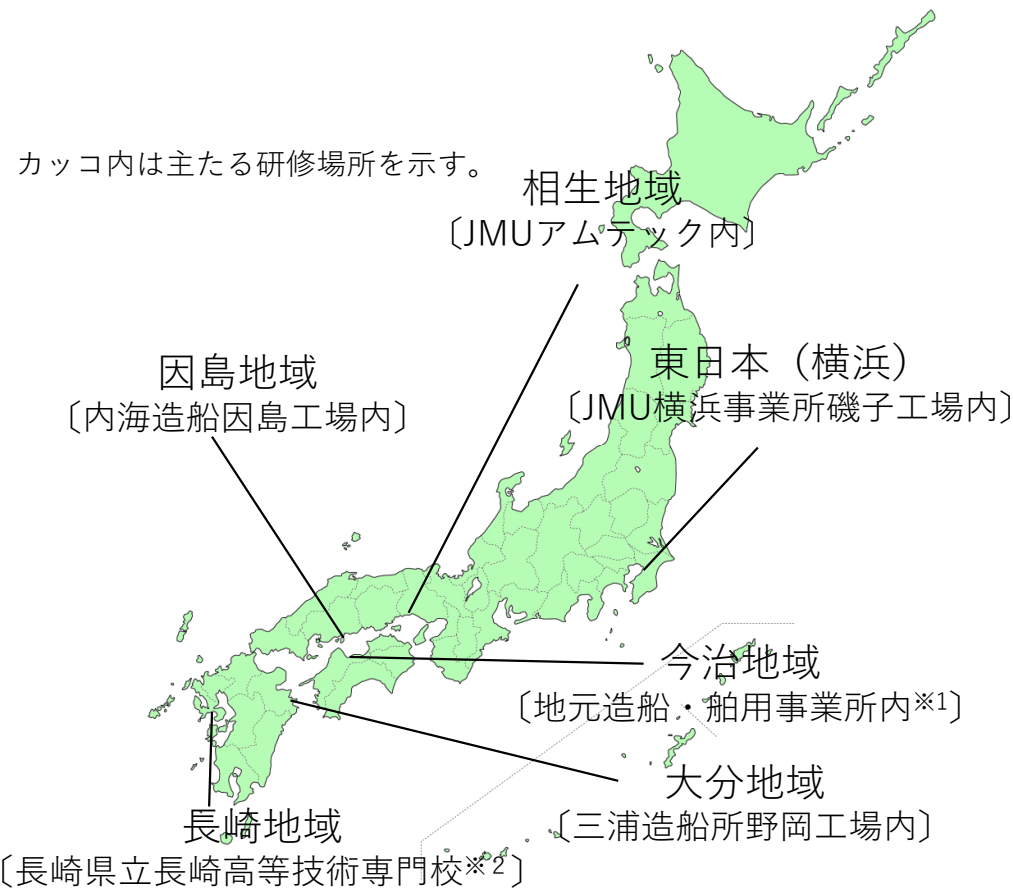 カッコ内は主たる研修場所を示す。
相生地域
〔JMUアムテック内〕
因島地域
〔内海造船因島工場内〕
東日本（横浜）
〔JMU横浜事業所磯子工場内〕
今治地域
〔地元造船・舶用事業所内※1〕
大分地域
〔三浦造船所野岡工場内〕
長崎地域
〔長崎県立長崎高等技術専門校※2〕